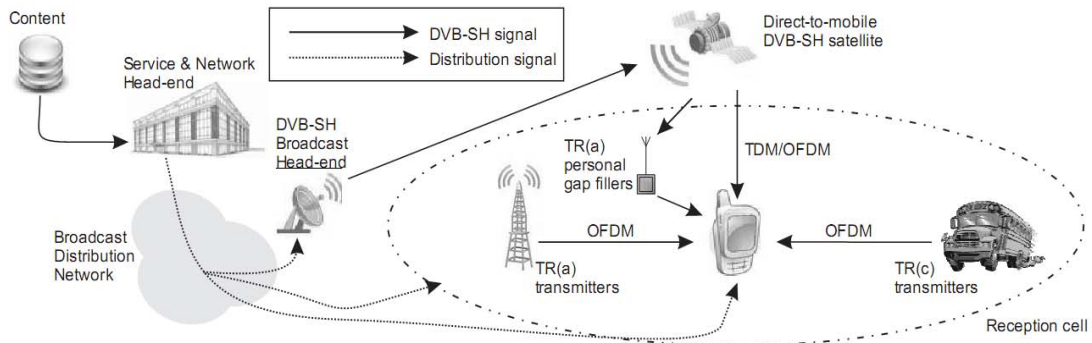 Content
Service & Network
Head-end
DVB-SH signal
Distribution signal
Direct-to-mobile
DVB-SH satellite
DVB-SH
Broadcast
Head-end
TR(a)
personal
gap fillers
TDM/OFDM
Broadcast
Distribution
Network
OFDM
OFDM
TR(a)
transmitters
TR(c)
transmitters
Reception cell